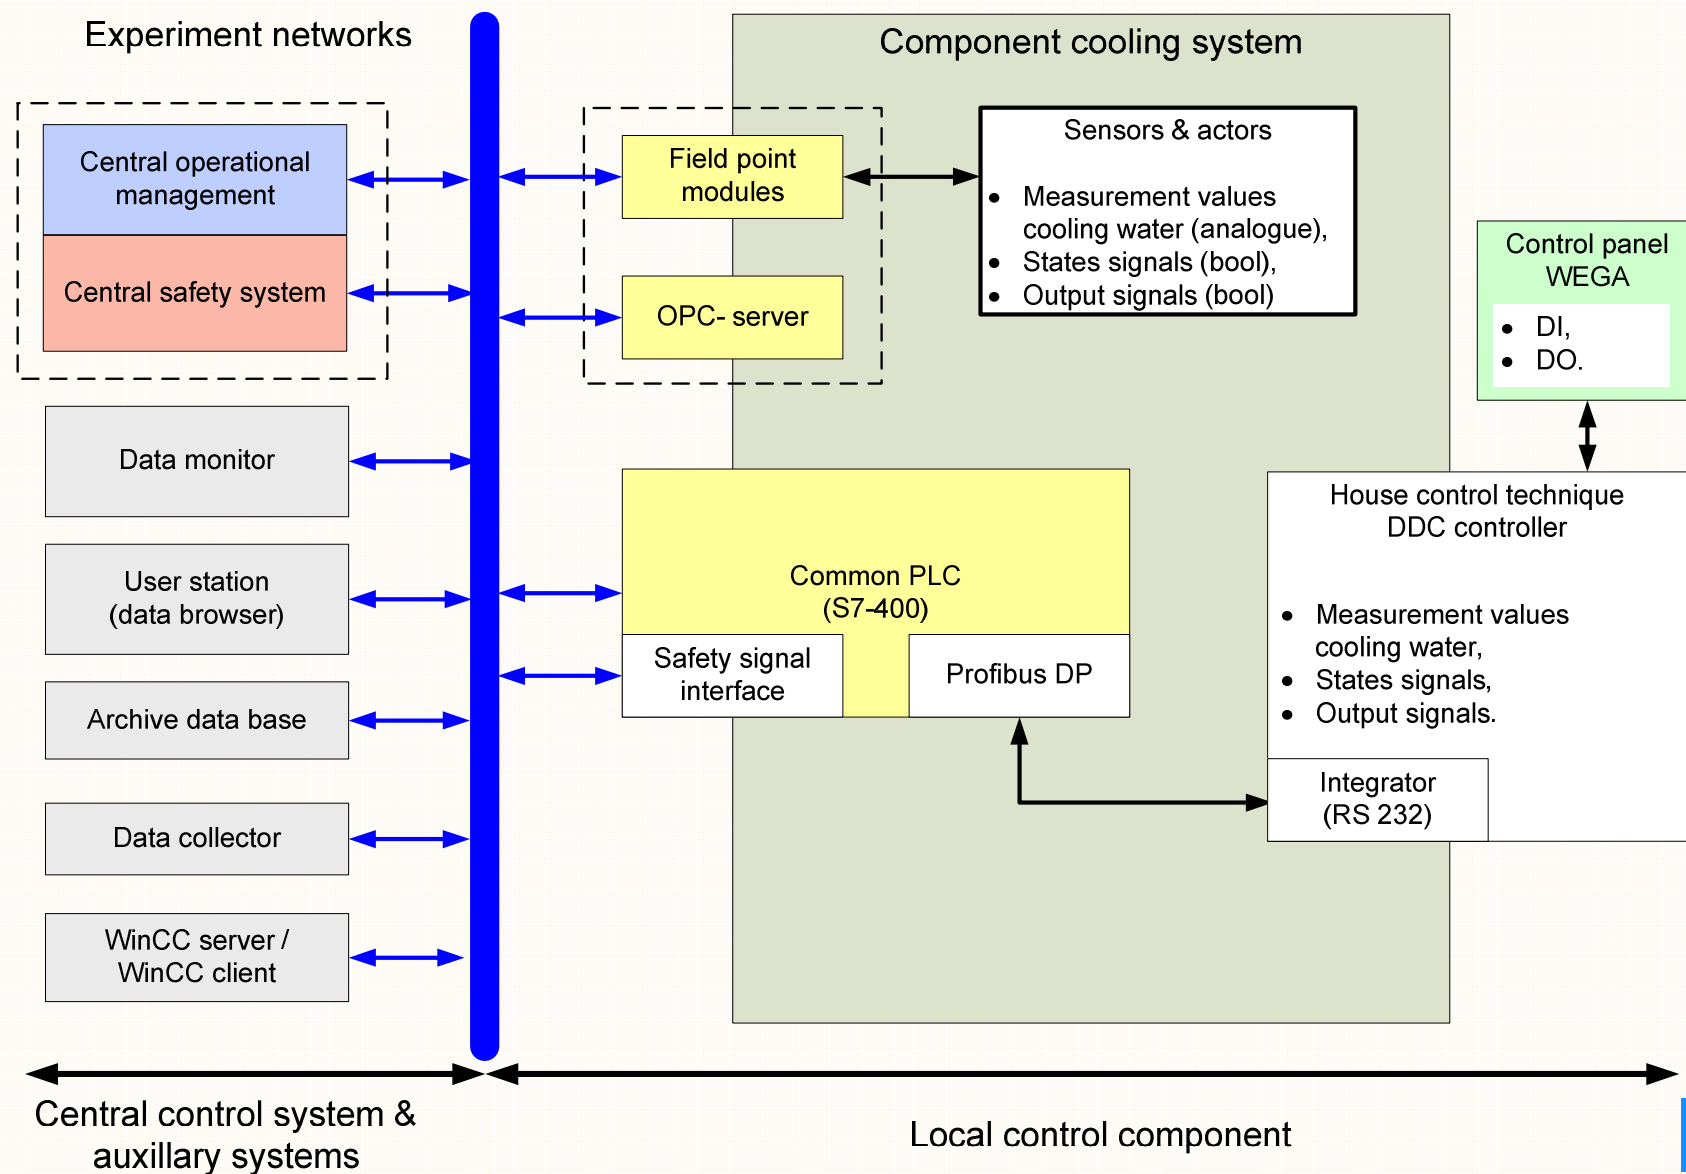 Experiment networks
Component cooling system
Central operational
management
Central safety system
Data monitor
User station
(data browser)
Archive data base
Data collector
WinCC server /
WinCC client
Field point
modules
OPC- server
Sensors & actors
• Measurement values
cooling water (analogue),
• States signals (bool),
• Output signals (bool)
Control panel
WEGA
• DI,
• DO.
Common PLC
(S7-400)
Safety signal
interface
Profibus DP
House control technique
DDC controller
• Measurement values
cooling water,
• States signals,
• Output signals.
Integrator
(RS 232)
Central control system &
auxillary systems
Local control component